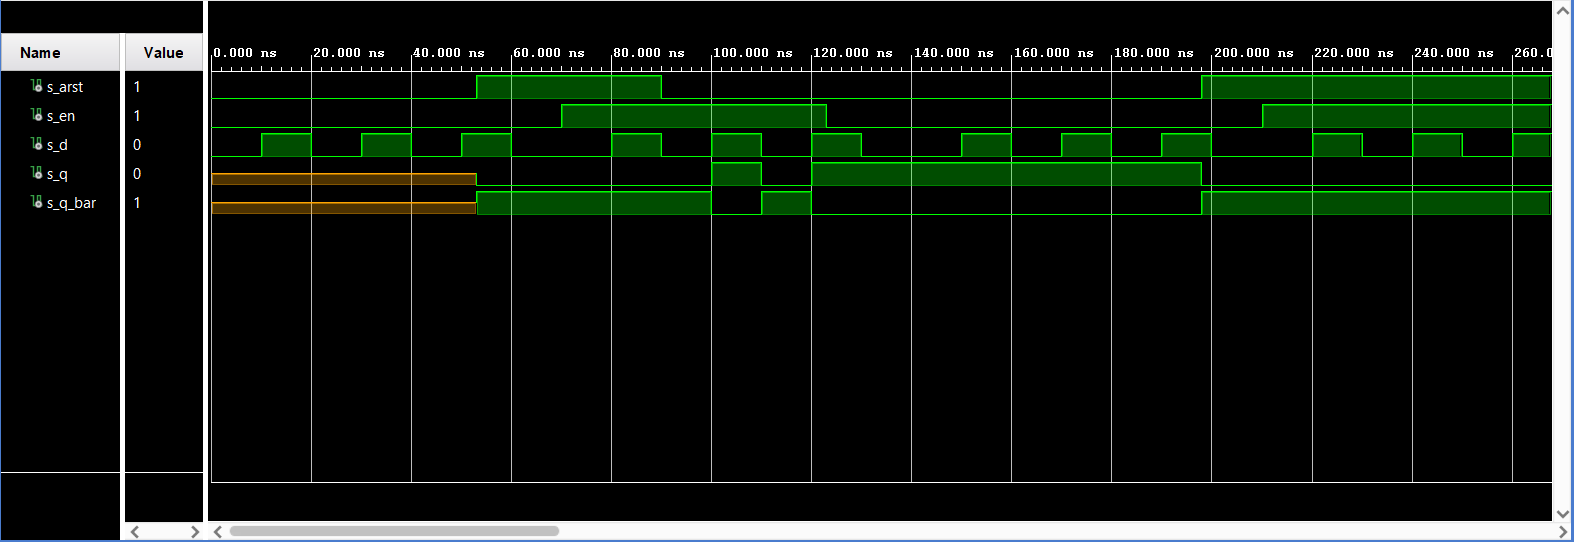 Name Value 0.000 ns 20.000 ns 40.000 ns 60.000 ns 80.000 ns 100.000 ns 120.000 ns 140.000 ns 160.000 ns 180.000 ns 200.000 ns 220.000 ns 240.000 ns 260.0
s_arst 1
s_en 1
s_d 0
s_q 0
s_q_bar 1